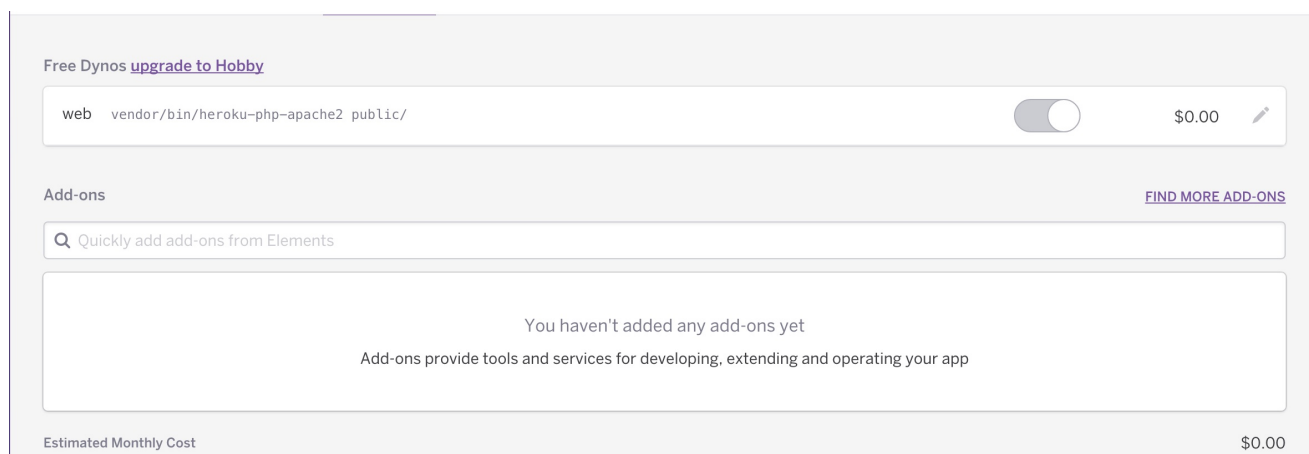 Free Dynos upgrade to Hobby
web vendor/bin/heroku-php-apache2 public/ $0.00
Add-ons FIND MORE ADD-ONS
Quickly add add-ons from Elements
You haven't added any add-ons yet
Add-ons provide tools and services for developing, extending and operating your app
Estimated Monthly Cost $0.00